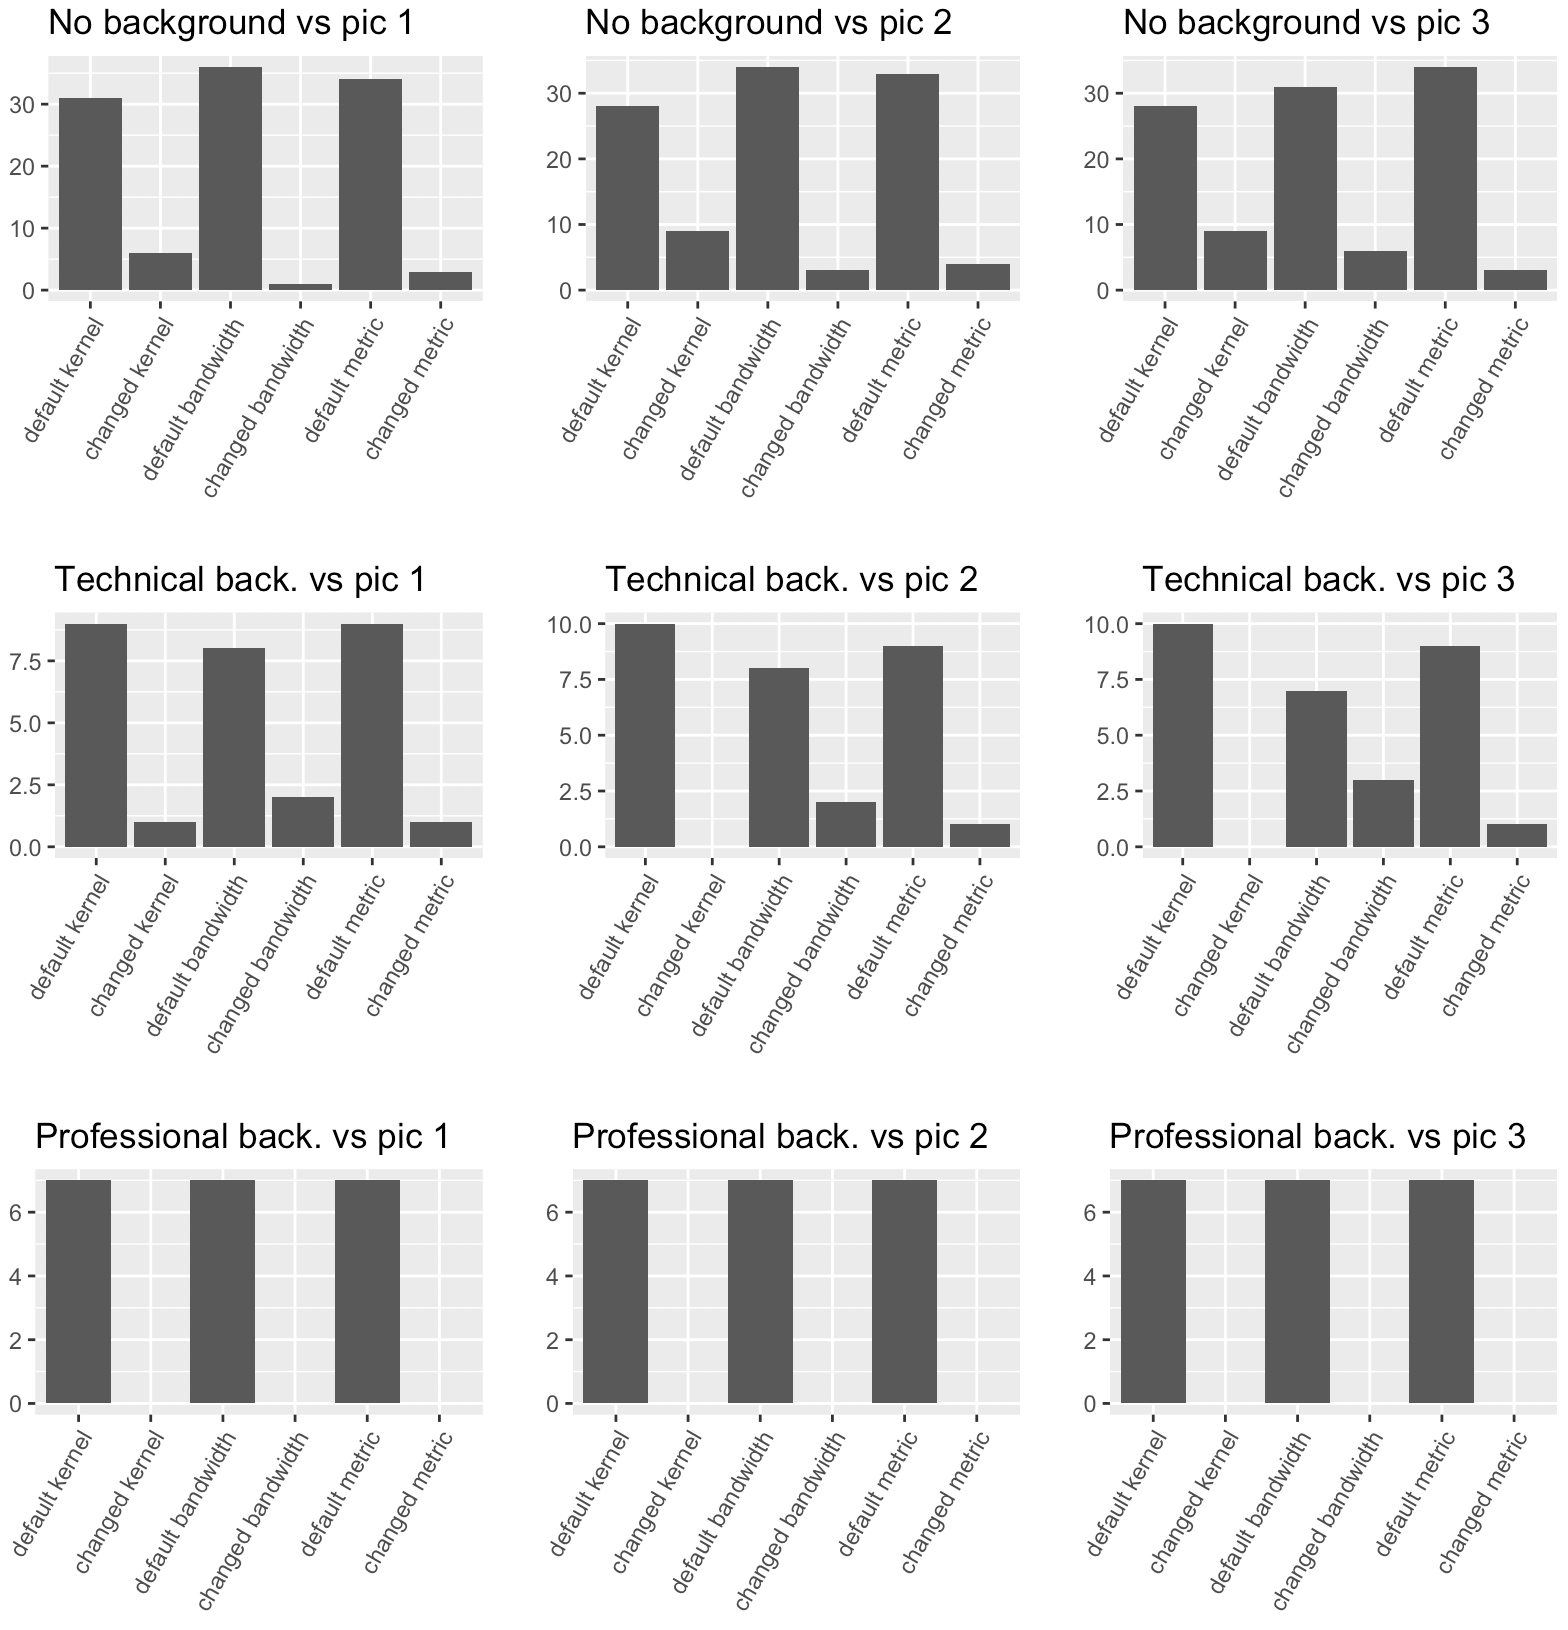 No background vs pic 1
30
20
10
0
default kernel
changed kernel
default bandwidth
changed bandwidth
default metric
changed metric
No background vs pic 2
30
20
10
0
default kernel
changed kernel
default bandwidth
changed bandwidth
default metric
changed metric
No background vs pic 3
30
20
10
0
default kernel
changed kernel
default bandwidth
changed bandwidth
default metric
changed metric
Technical back. vs pic 1
7.5
5.0
2.5
0.0
default kernel
changed kernel
default bandwidth
changed bandwidth
default metric
changed metric
Technical back. vs pic 2
10.0
7.5
5.0
2.5
0.0
default kernel
changed kernel
default bandwidth
changed bandwidth
default metric
changed metric
Technical back. vs pic 3
10.0
7.5
5.0
2.5
0.0
default kernel
changed kernel
default bandwidth
changed bandwidth
default metric
changed metric
Professional back. vs pic 1
6
4
2
0
default kernel
changed kernel
default bandwidth
changed bandwidth
default metric
changed metric
Professional back. vs pic 2
6
4
2
0
default kernel
changed kernel
default bandwidth
changed bandwidth
default metric
changed metric
Professional back. vs pic 3
6
4
2
0
default kernel
changed kernel
default bandwidth
changed bandwidth
default metric
changed metric